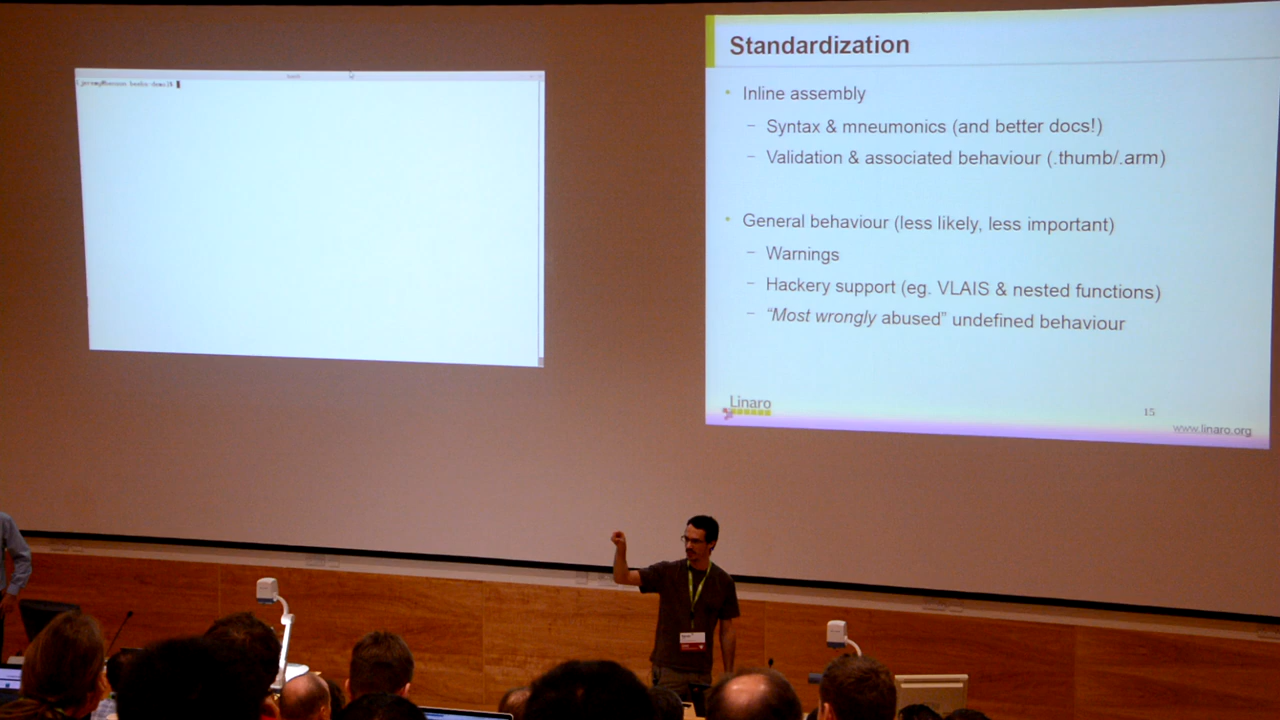 Standardization
• Inline assembly
– Syntax & mneumonics (and better docs!)
– Validation & associated behaviour (.thumb/.arm)
• General behaviour (less likely, less important)
– Warnings
– Hackery support (eg. VLAIS & nested functions)
– “Most wrongly abused” undefined behaviour
Linaro
15
www.linaro.org